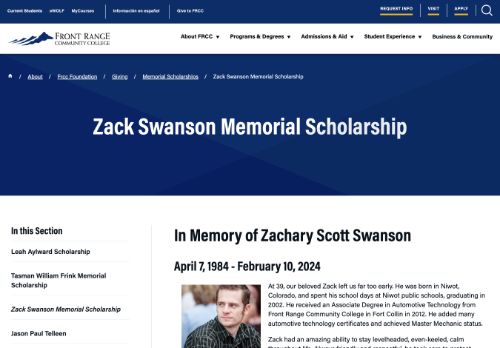 Current Students eWOLF MyCourses Información en español Give to FRCC REQUEST INFO VISIT APPLY
FRONT RANGE
COMMUNITY COLLEGE
About FRCC Programs & Degrees Admissions & Aid Student Experience Business & Community
/ About / Frcc Foundation / Giving / Memorial Scholarships / Zack Swanson Memorial Scholarship
Zack Swanson Memorial Scholarship
In this Section
Leah Aylward Scholarship
Tasman William Frink Memorial
Scholarship
Zack Swanson Memorial Scholarship
Jason Paul Telleen
In Memory of Zachary Scott Swanson
April 7, 1984 - February 10, 2024
At 39, our beloved Zack left us far too early. He was born in Niwot,
Colorado, and spent his school days at Niwot public schools, graduating in
2002. He received an Associate Degree in Automotive Technology from
Front Range Community College in Fort Collin in 2012. He added many
automotive technology certificates and achieved Master Mechanic status.
Zack had an amazing ability to stay levelheaded, even-keeled, calm